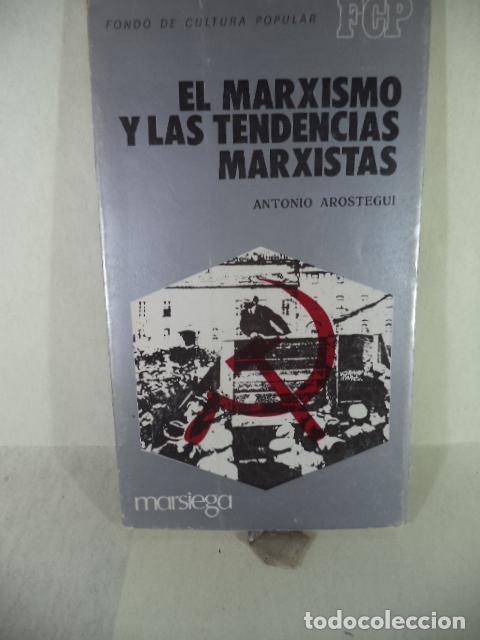 FONDO DE CULTURA POPULAR
FCP
EL MARXISMO
Y LAS TENDENCIAS
MARXISTAS
ANTONIO AROSTEGUI
marsiega
todocoleccion